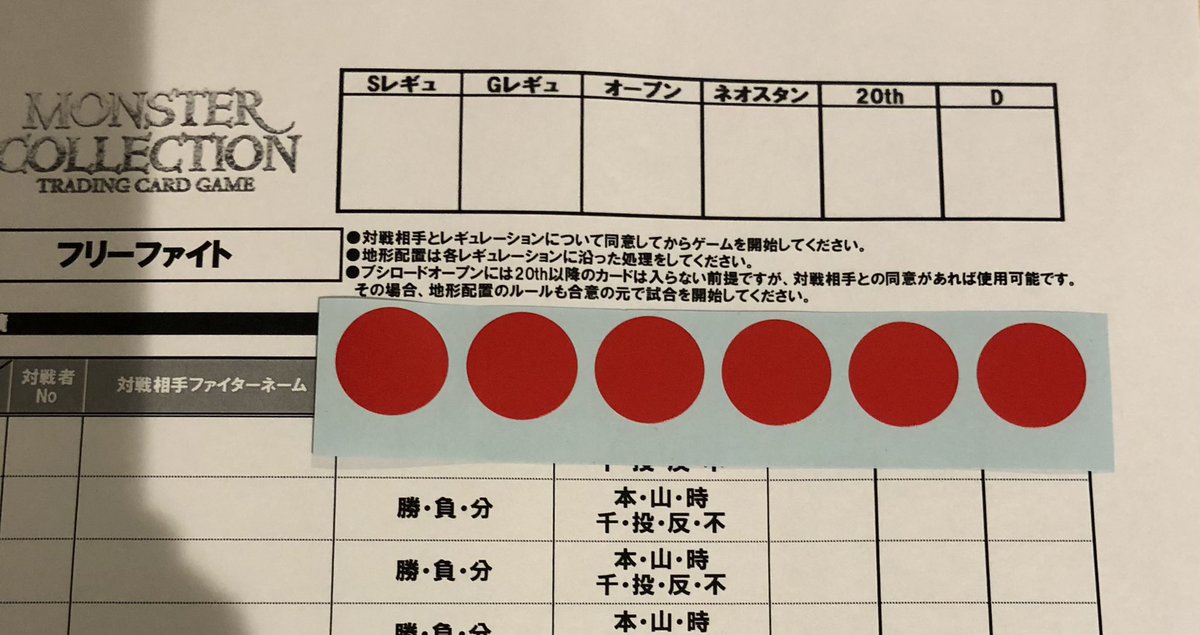 MONSTER
COLLECTION
TRADING CARD GAME
Sレギュ Gレギュ オープン ネオスタン 20th D
フリーファイト
●対戦相手とレギュレーションについて同意してからゲームを開始してください。
●地形配置は各レギュレーションに沿った処理をしてください。
●ブシロードオープンには20th以降のカードは入らない前提ですが、対戦相手との同意があれば使用可能です。
その場合、地形配置のルールも合意の元で試合を開始してください。
対戦者
No
対戦相手ファイターネーム
勝・負・分
本・山・時
千・投・反・不
勝・負・分
本・山・時
千・投・反・不
勝・負・分
本・山・時